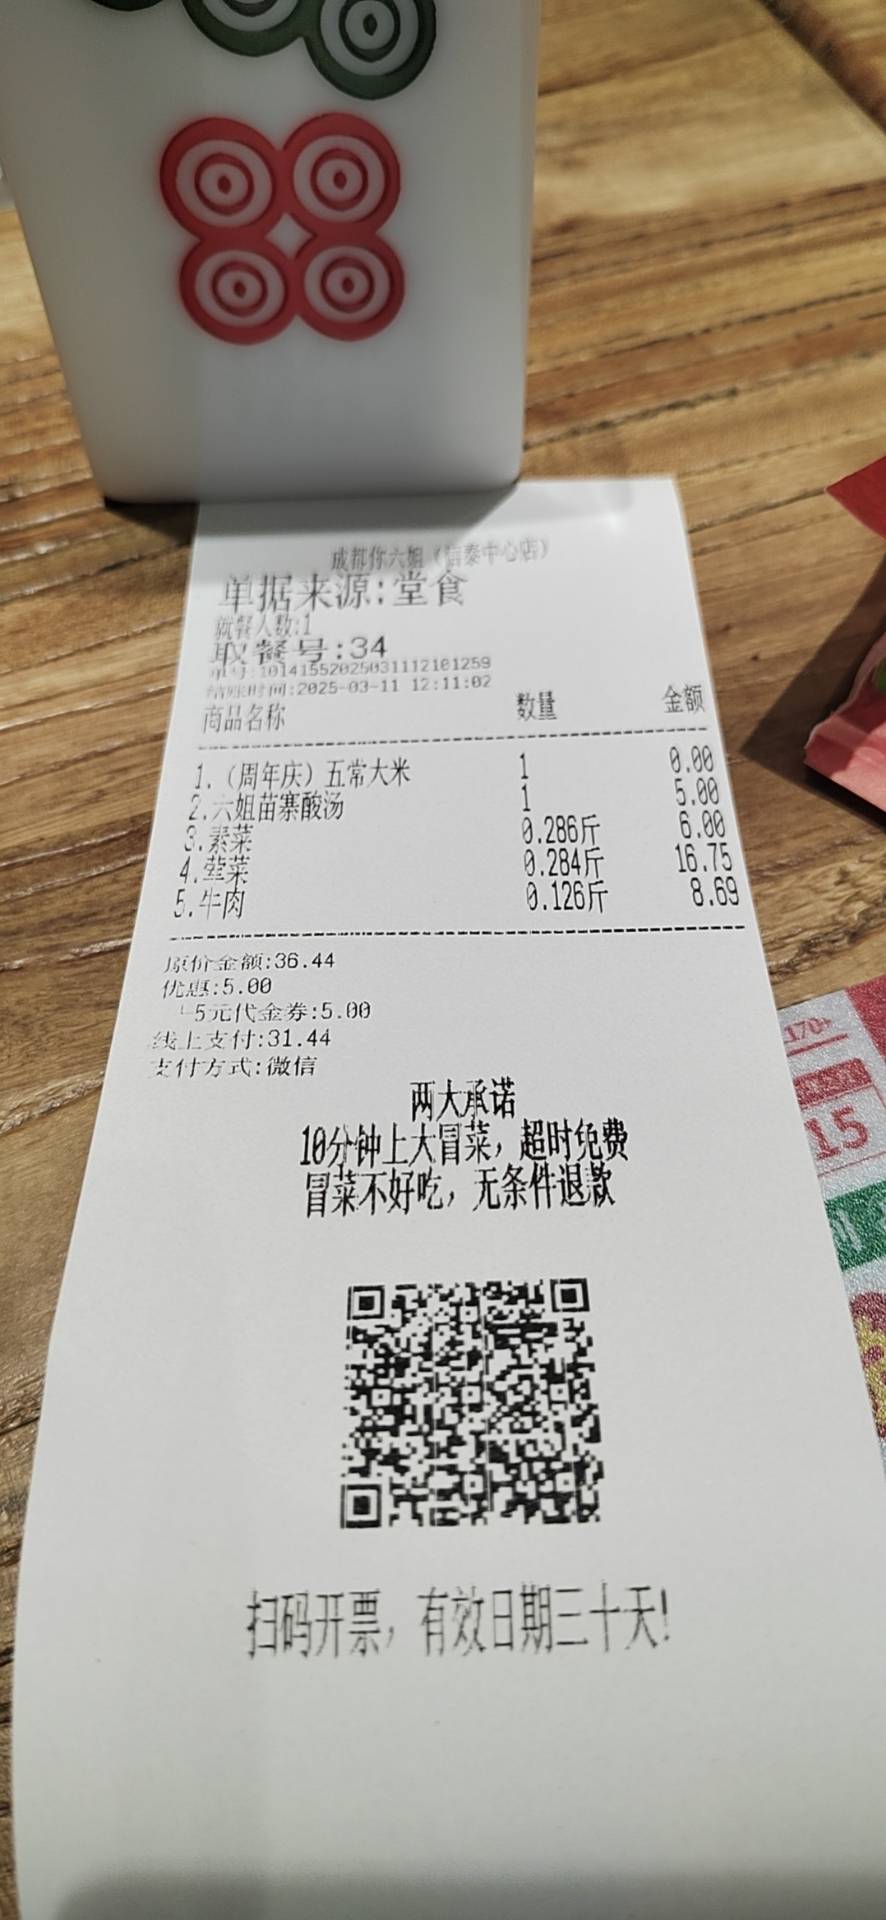 成都你六姐（信泰中心店）
单据来源:堂食
就餐人数:1
取餐号:34
单号:101415520250311112101259
结账时间:2025-03-11 12:11:02
商品名称 数量 金额
1.（周年庆）五常大米 1 0.00
2.六姐苗寨酸汤 1 5.00
3.素菜 0.286斤 6.00
4.荤菜 0.284斤 16.75
5.牛肉 0.126斤 8.69
原价金额:36.44
优惠:5.00
└5元代金券:5.00
线上支付:31.44
支付方式:微信
两大承诺
10分钟上大冒菜，超时免费
冒菜不好吃，无条件退款
扫码开票，有效日期三十天!
170
15